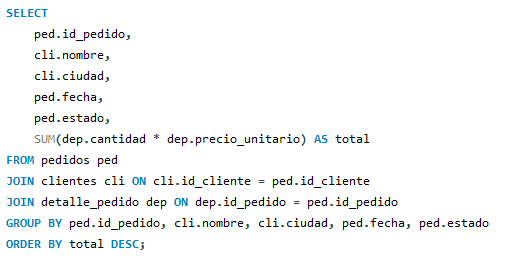 SELECT
    ped.id_pedido,
    cli.nombre,
    cli.ciudad,
    ped.fecha,
    ped.estado,
    SUM(dep.cantidad * dep.precio_unitario) AS total
FROM pedidos ped
JOIN clientes cli ON cli.id_cliente = ped.id_cliente
JOIN detalle_pedido dep ON dep.id_pedido = ped.id_pedido
GROUP BY ped.id_pedido, cli.nombre, cli.ciudad, ped.fecha, ped.estado
ORDER BY total DESC;